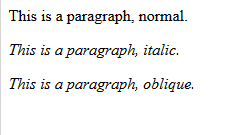 This is a paragraph, normal.
This is a paragraph, italic.
This is a paragraph, oblique.